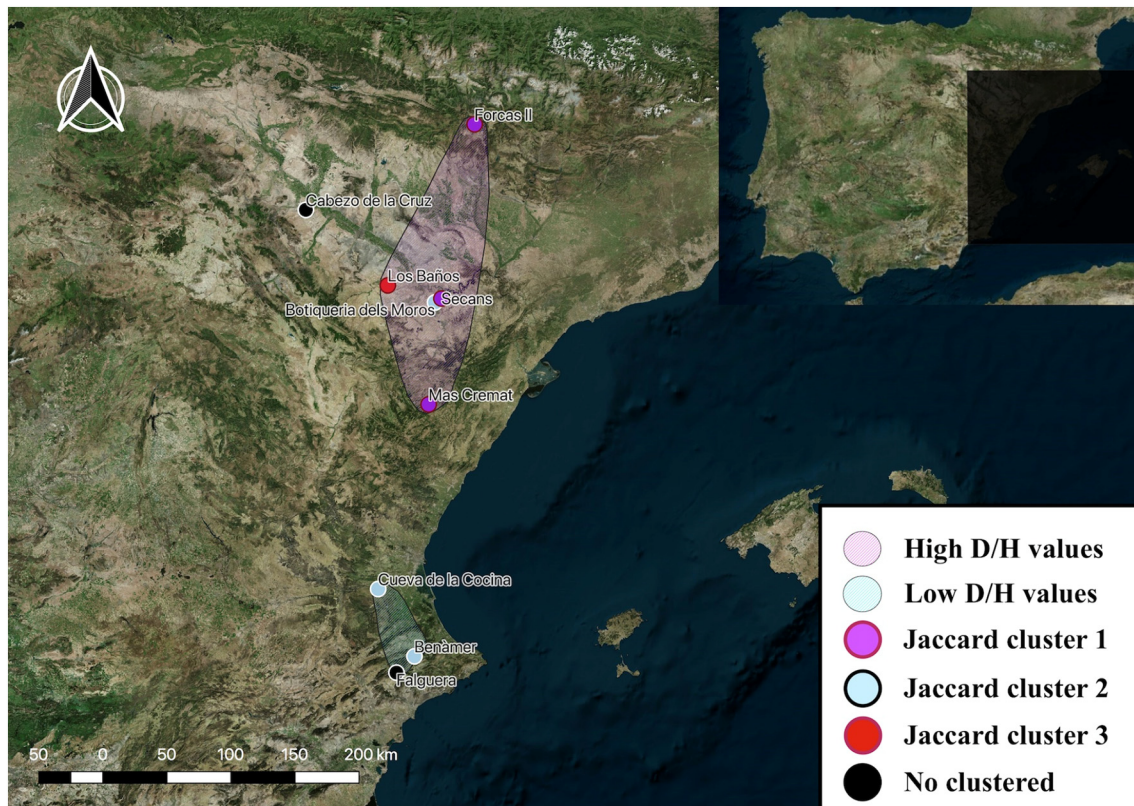 Forcas II
Cabezo de la Cruz
Los Baños
Secans
Botiqueria dels Moros
Mas Cremat
Cueva de la Cocina
Benàmer
Falguera
High D/H values
Low D/H values
Jaccard cluster 1
Jaccard cluster 2
Jaccard cluster 3
No clustered
50 0 50 100 150 200 km